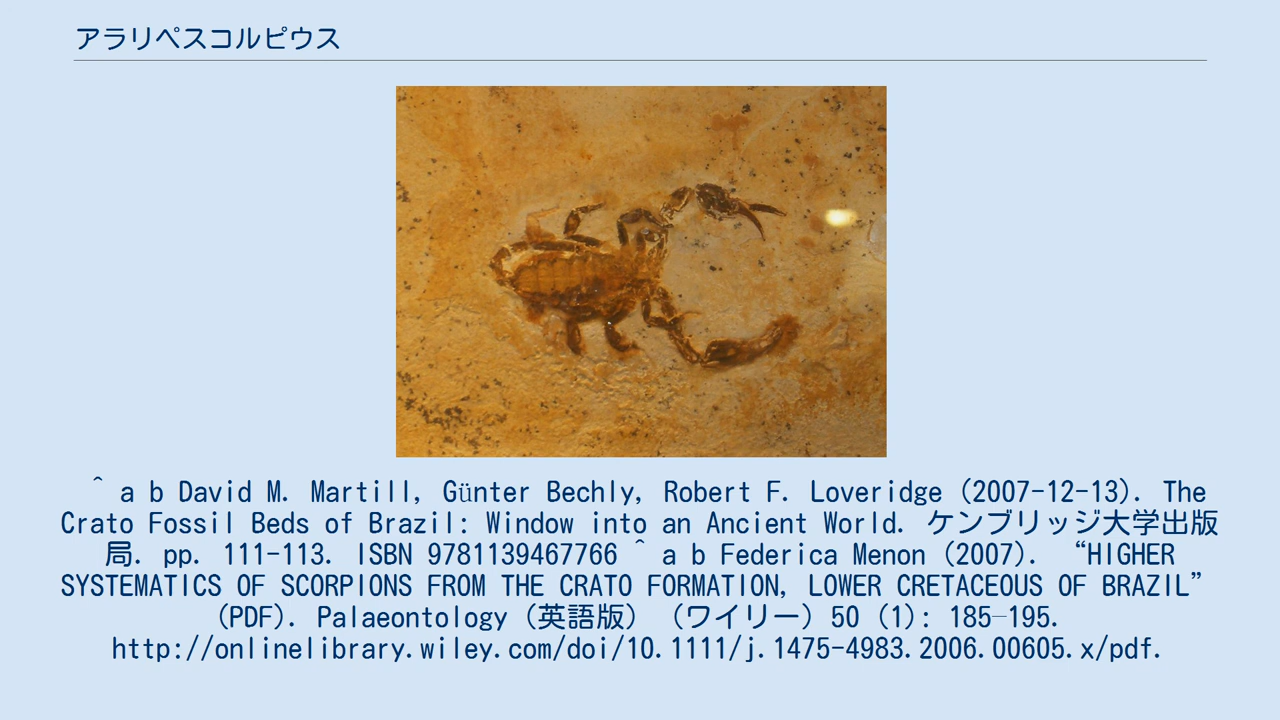 アラリペスコルピウス
^ a b David M. Martill, Günter Bechly, Robert F. Loveridge (2007-12-13). The
Crato Fossil Beds of Brazil: Window into an Ancient World. ケンブリッジ大学出版
局. pp. 111-113. ISBN 9781139467766 ^ a b Federica Menon (2007). “HIGHER
SYSTEMATICS OF SCORPIONS FROM THE CRATO FORMATION, LOWER CRETACEOUS OF BRAZIL”
(PDF). Palaeontology (英語版) (ワイリー) 50 (1): 185–195.
http://onlinelibrary.wiley.com/doi/10.1111/j.1475-4983.2006.00605.x/pdf.